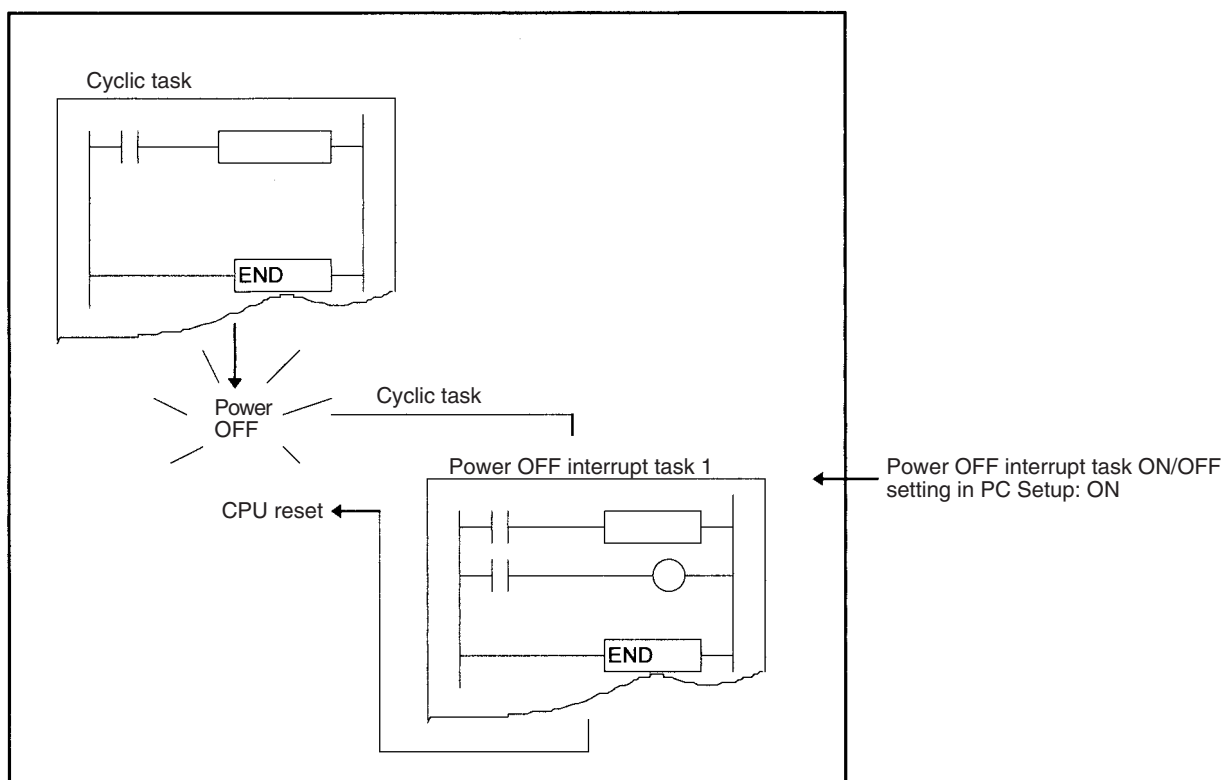 Cyclic task
END
Power
OFF
Cyclic task
Power OFF interrupt task 1
CPU reset
Power OFF interrupt task ON/OFF
setting in PC Setup: ON
END